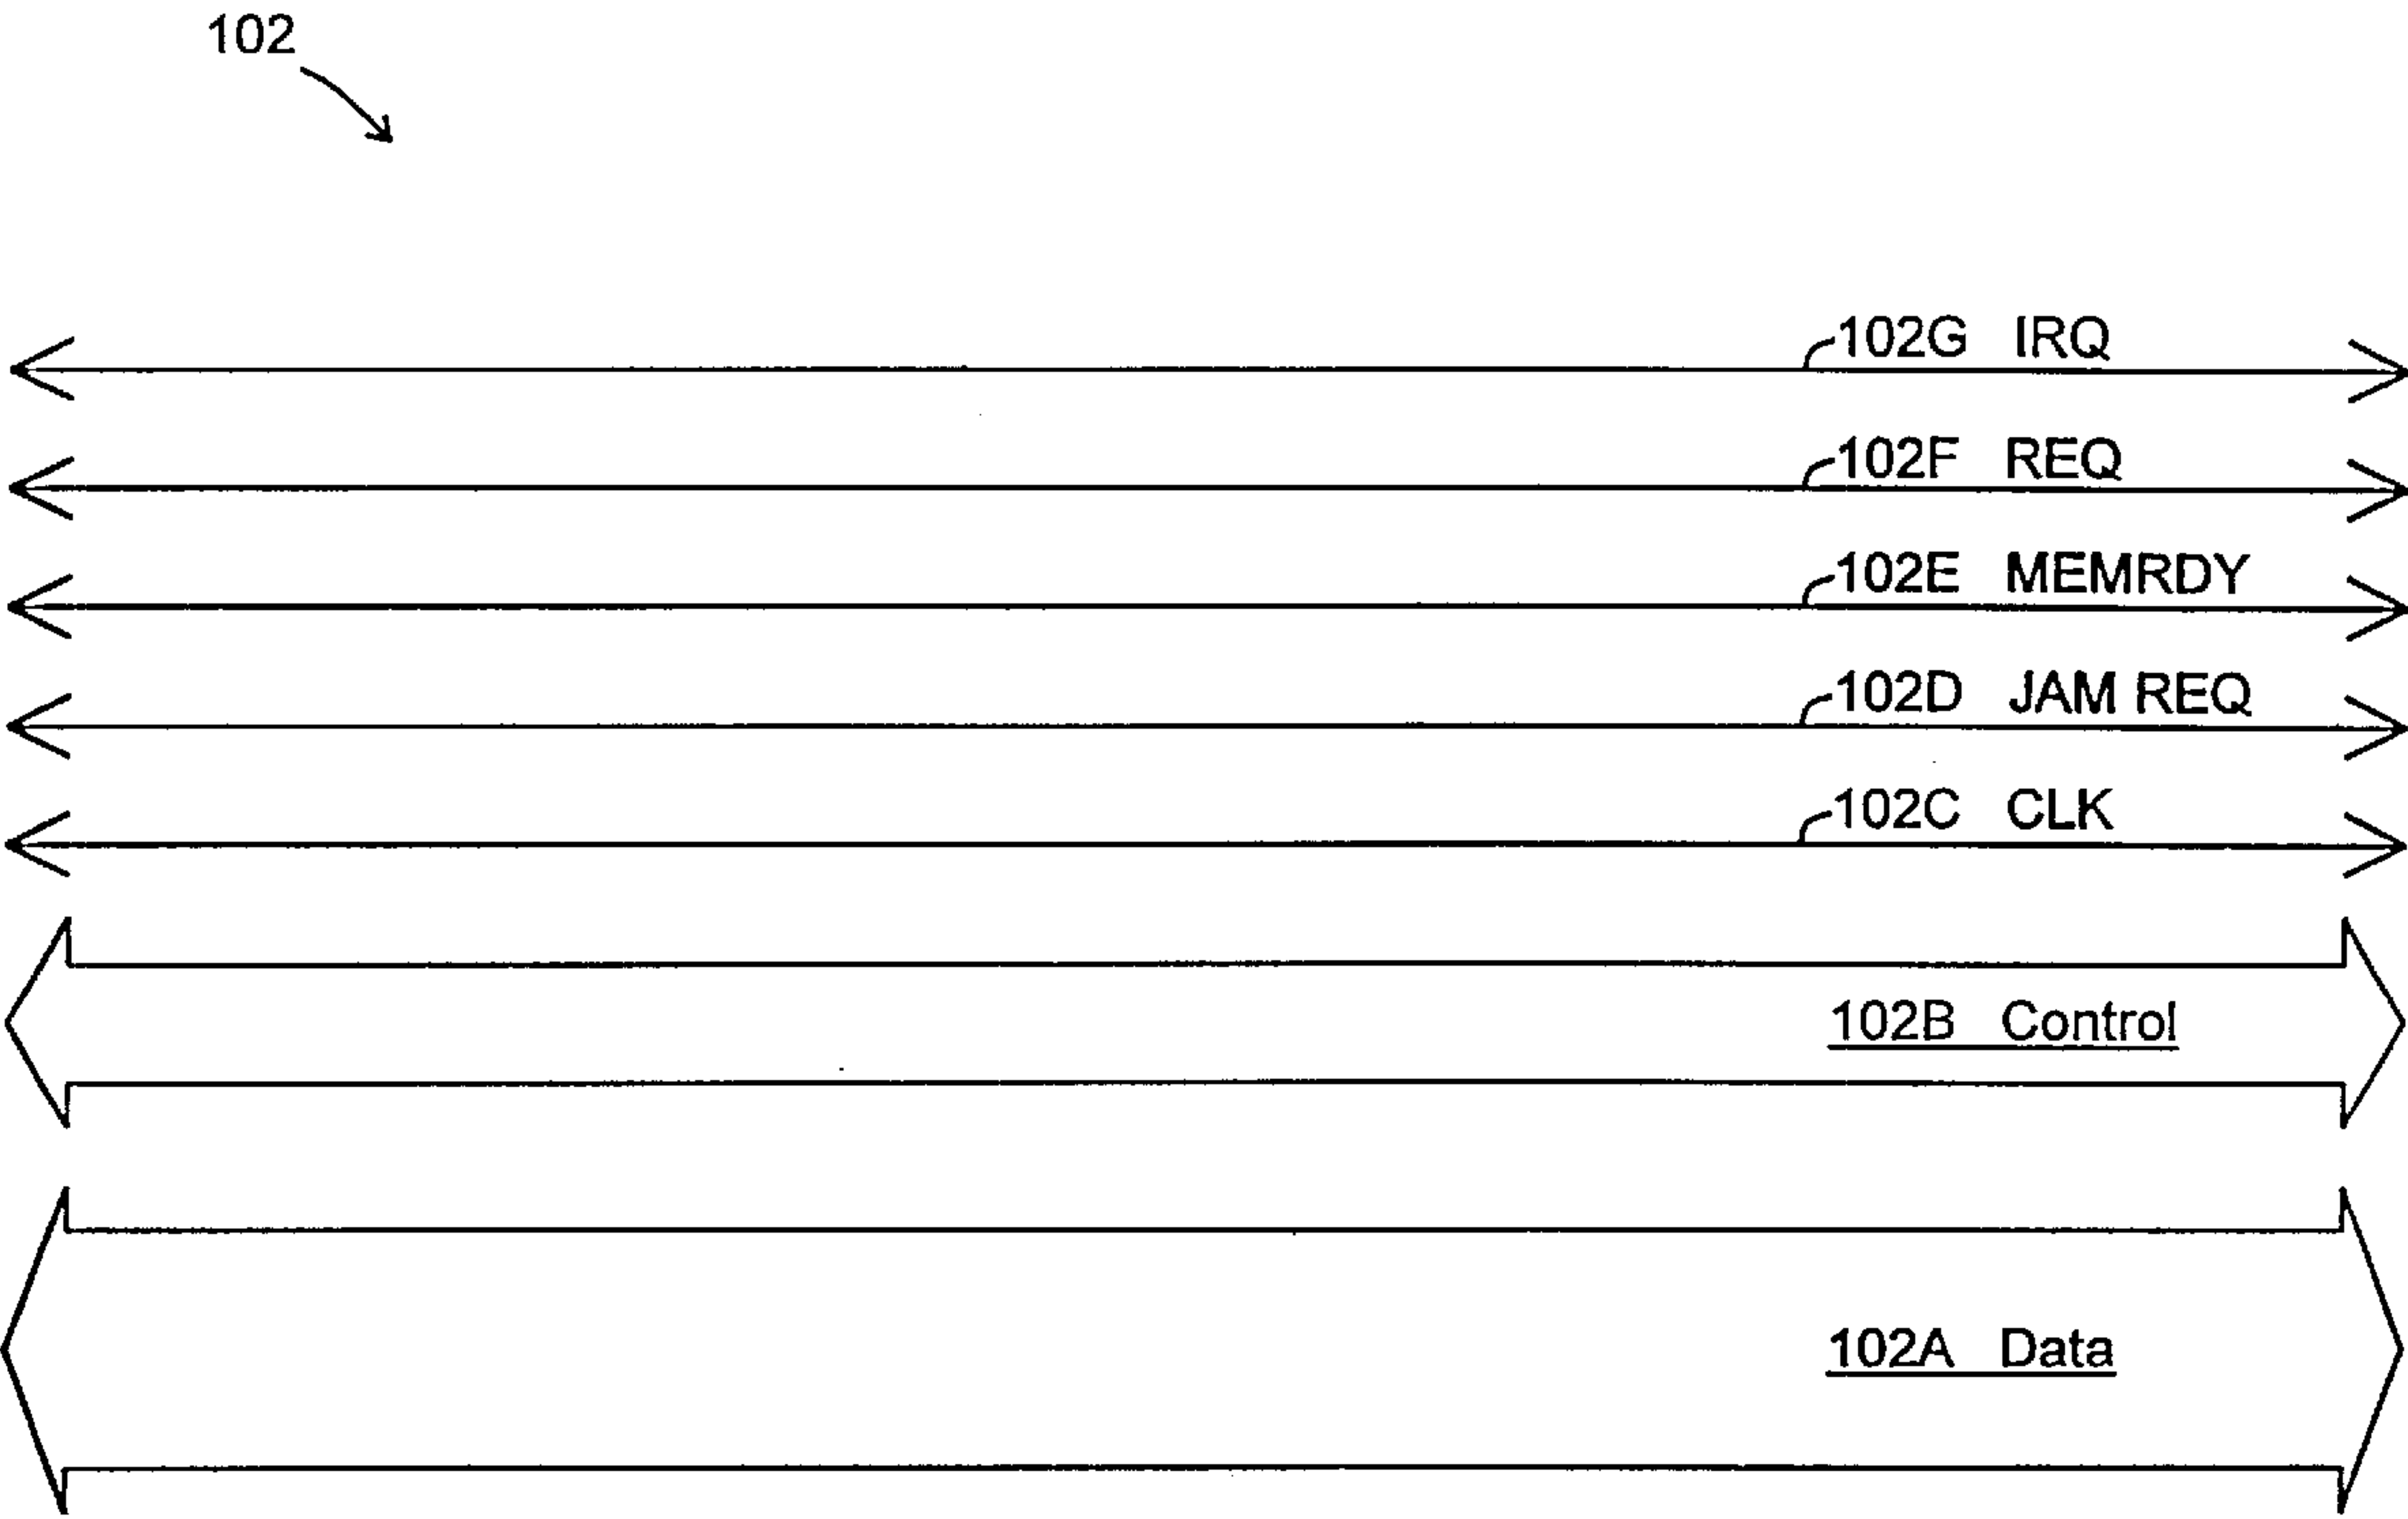 102
102G IRQ
102F REQ
102E MEMRDY
102D JAM REQ
102C CLK
102B Control
102A Data